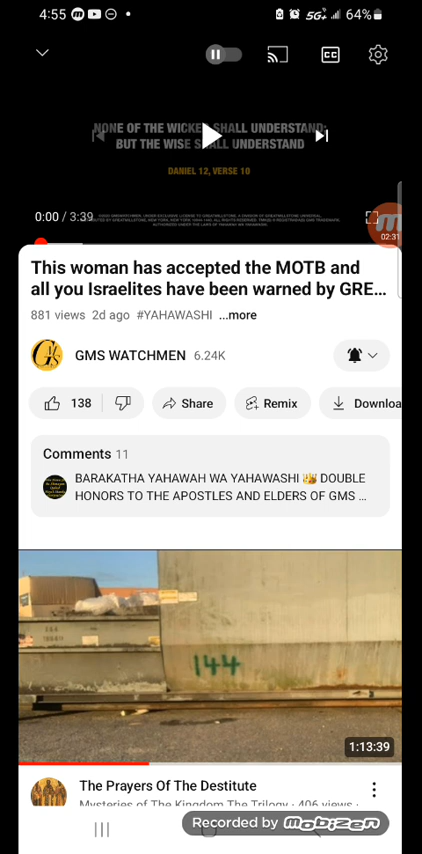 4:55
5G+ 64%
CC
NONE OF THE WICKED SHALL UNDERSTAND;
BUT THE WISE SHALL UNDERSTAND
DANIEL 12, VERSE 10
0:00 / 3:39
02:31
This woman has accepted the MOTB and
all you Israelites have been warned by GRE...
881 views 2d ago #YAHAWASHI ...more
GMS WATCHMEN 6.24K
138 Share Remix Downloa
Comments 11
BARAKATHA YAHAWAH WA YAHAWASHI 👑 DOUBLE
HONORS TO THE APOSTLES AND ELDERS OF GMS ...
144
1:13:39
The Prayers Of The Destitute
Mysteries of The Kingdom The Trilogy · 406 views ·
Recorded by mobizen